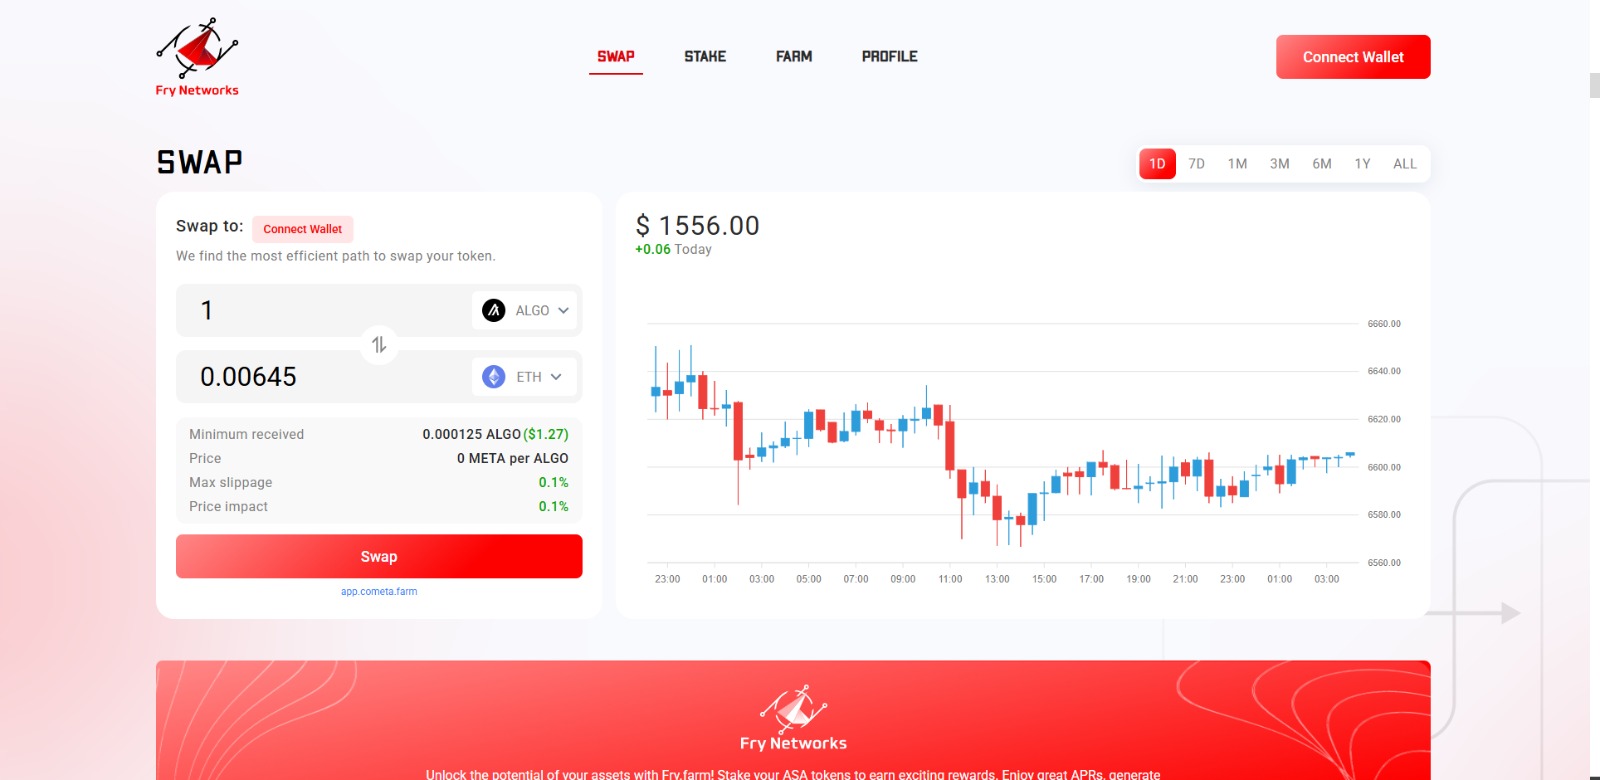 Fry Networks
SWAP STAKE FARM PROFILE
Connect Wallet
SWAP
1D 7D 1M 3M 6M 1Y ALL
Swap to: Connect Wallet
We find the most efficient path to swap your token.
1 ALGO
0.00645 ETH
Minimum received 0.000125 ALGO ($1.27)
Price 0 META per ALGO
Max slippage 0.1%
Price impact 0.1%
Swap
app.cometa.farm
$ 1556.00
+0.06 Today
6660.00
6640.00
6620.00
6600.00
6580.00
6560.00
23:00 01:00 03:00 05:00 07:00 09:00 11:00 13:00 15:00 17:00 19:00 21:00 23:00 01:00 03:00
Fry Networks
Unlock the potential of your assets with Fry.farm! Stake your ASA tokens to earn exciting rewards. Enjoy great APRs, generate